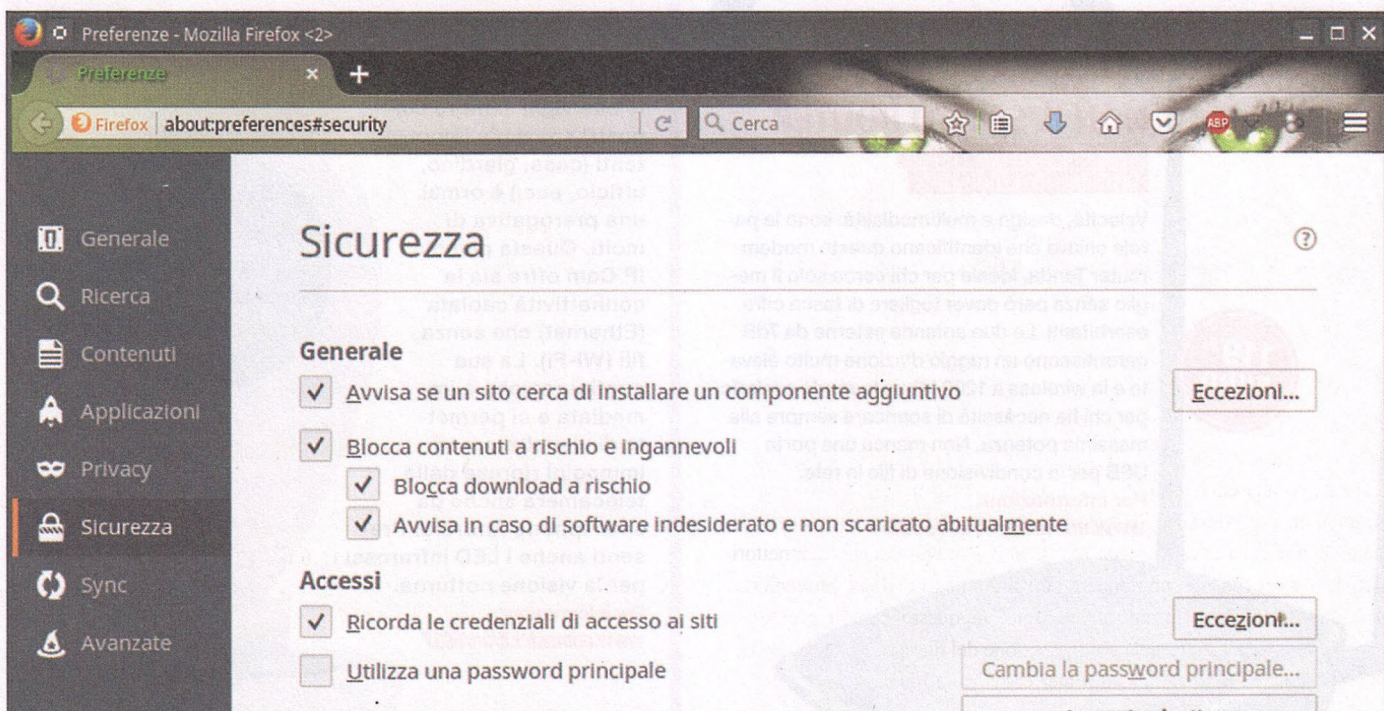 Preferenze - Mozilla Firefox <2>
Preferenze
Firefox about:preferences#security
Cerca
ABP
Generale
Ricerca
Contenuti
Applicazioni
Privacy
Sicurezza
Sync
Avanzate
Sicurezza
Generale
Avvisa se un sito cerca di installare un componente aggiuntivo
Eccezioni...
Blocca contenuti a rischio e ingannevoli
Blocca download a rischio
Avvisa in caso di software indesiderato e non scaricato abitualmente
Accessi
Ricorda le credenziali di accesso ai siti
Eccezioni...
Utilizza una password principale
Cambia la password principale...